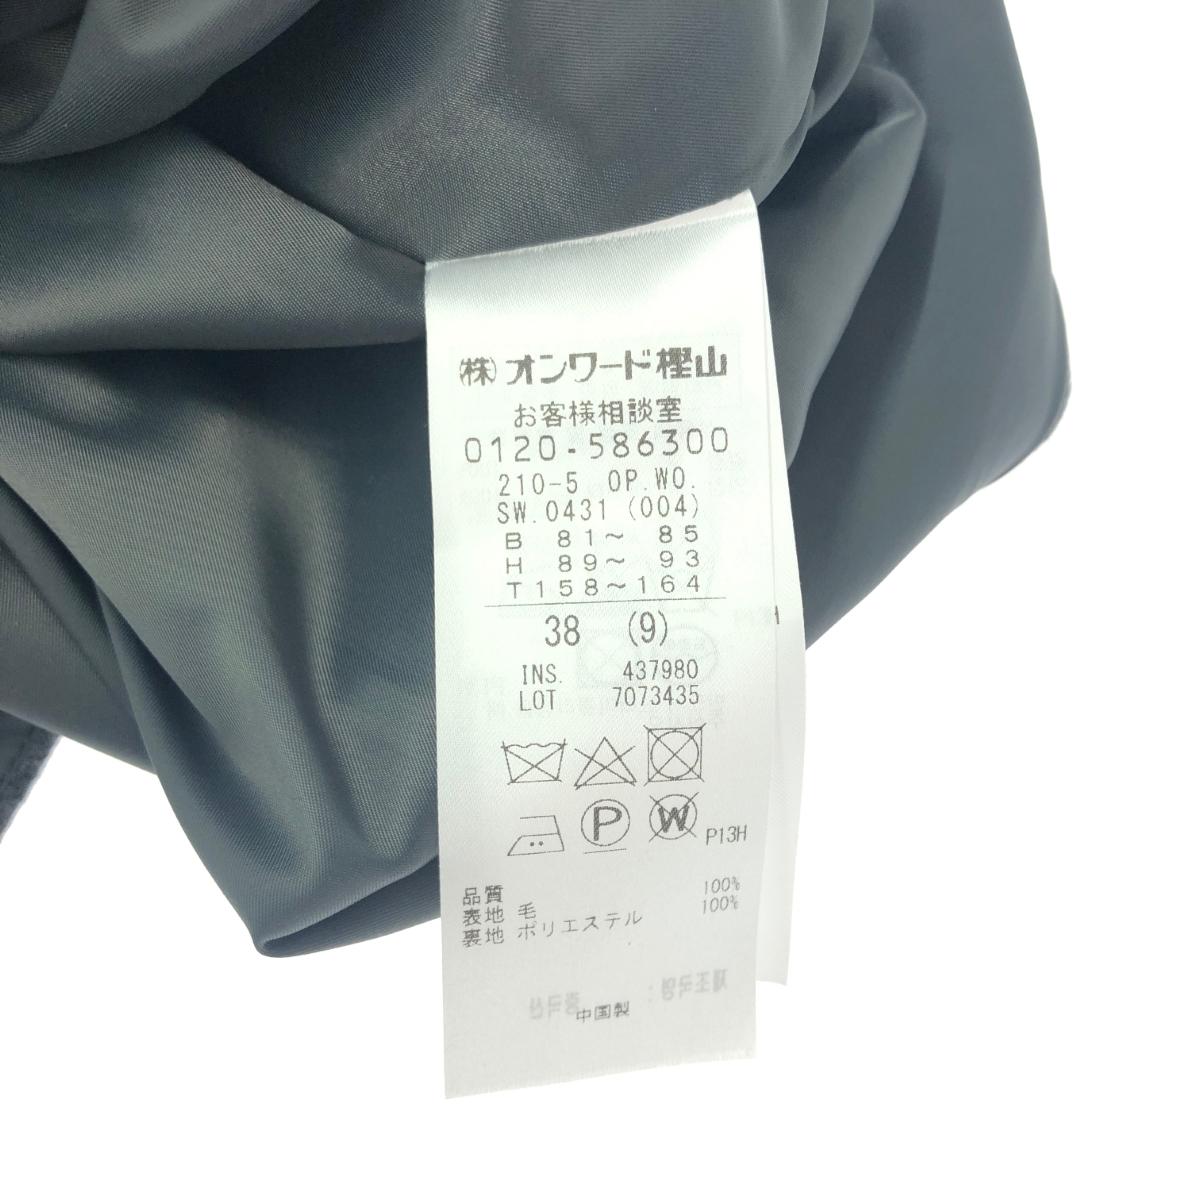 ㈱オンワード樫山
お客様相談室
0120-586300
210-5 OP.WO.
SW.0431 (004)
B 81～ 85
H 89～ 93
T158～164
38 (9)
INS. 437980
LOT 7073435
P W P13H
品質
表地 毛 100%
裏地 ポリエステル 100%
中国製